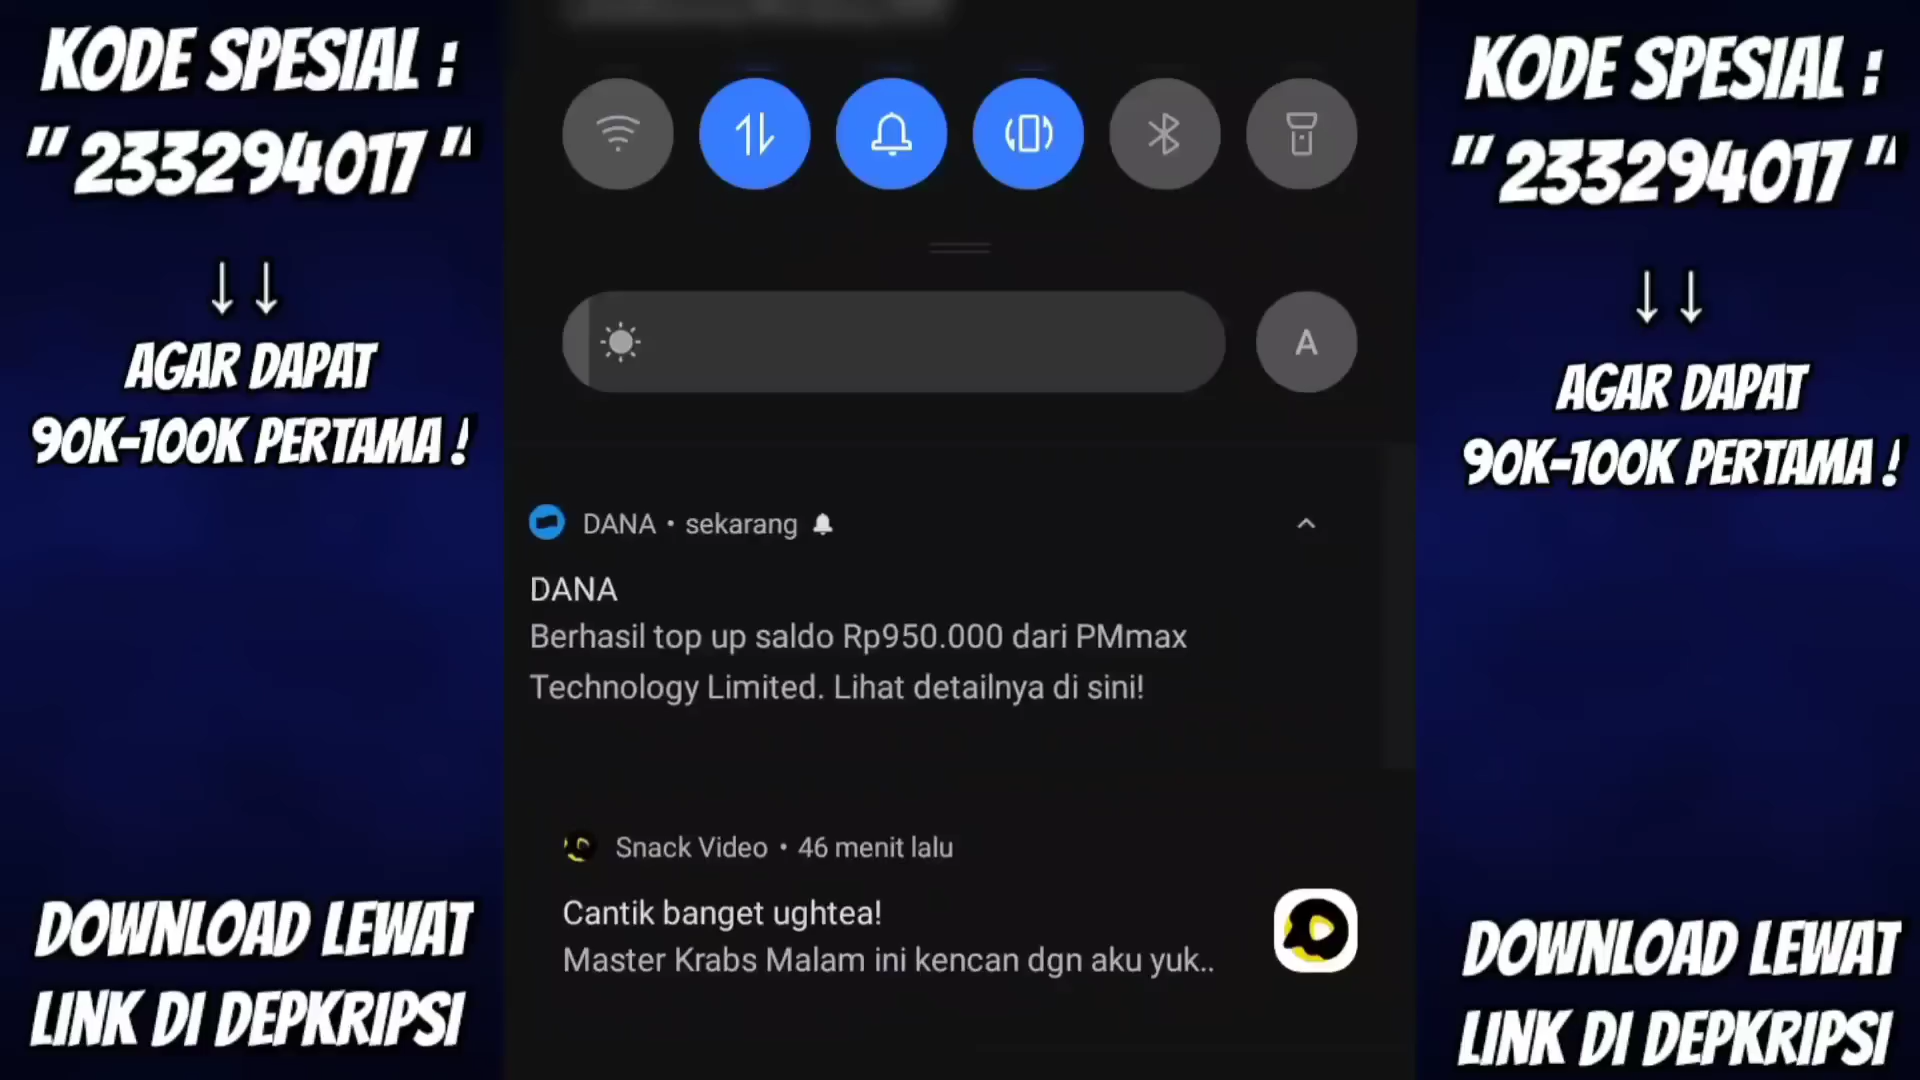 KODE SPESIAL :
" 233294017 "
↓↓
AGAR DAPAT
90K-100K PERTAMA !
DOWNLOAD LEWAT
LINK DI DEPKRIPSI
A
DANA • sekarang
DANA
Berhasil top up saldo Rp950.000 dari PMmax
Technology Limited. Lihat detailnya di sini!
Snack Video • 46 menit lalu
Cantik banget ughtea!
Master Krabs Malam ini kencan dgn aku yuk..
KODE SPESIAL :
" 233294017 "
↓↓
AGAR DAPAT
90K-100K PERTAMA !
DOWNLOAD LEWAT
LINK DI DEPKRIPSI